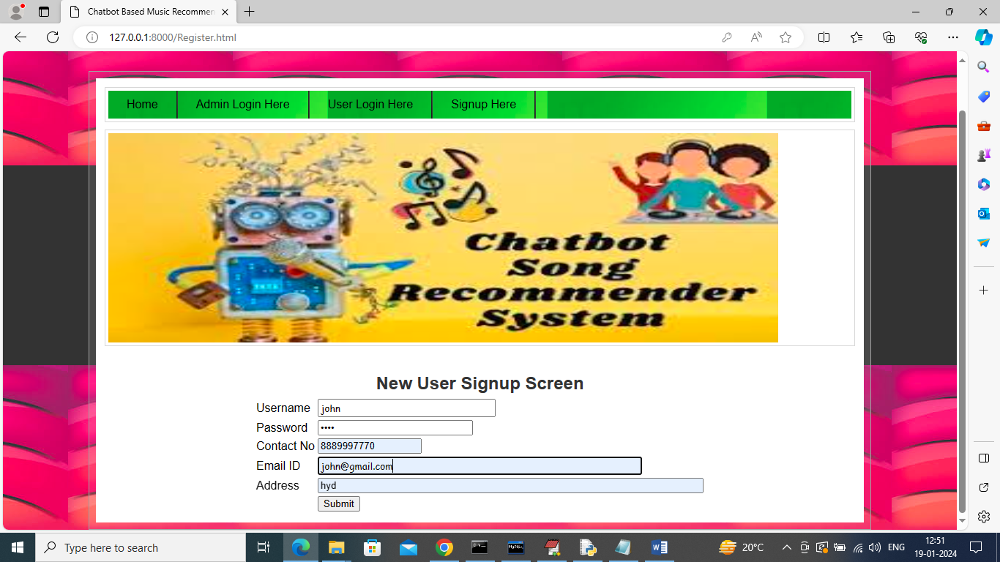 Chatbot Based Music Recommen
127.0.0.1:8000/Register.html
Home
Admin Login Here
User Login Here
Signup Here
Chatbot
Song
Recommender
System
New User Signup Screen
Username john
Password ••••
Contact No 8889997770
Email ID john@gmail.com
Address hyd
Submit
Type here to search
20°C
ENG
12:51
19-01-2024